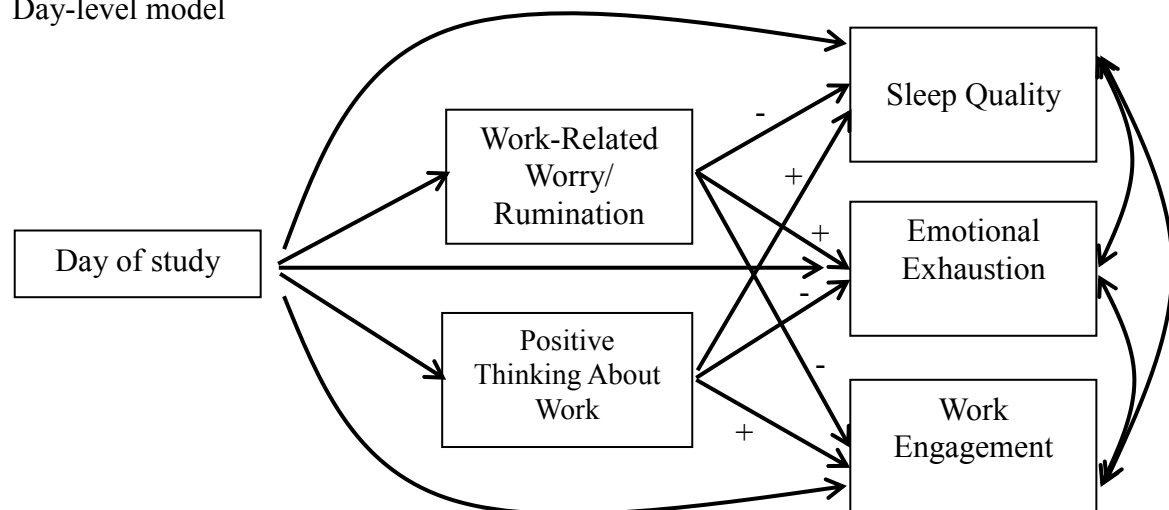 Day-level model
Sleep Quality
-
Work-Related
Worry/
Rumination
+
+
Day of study
Emotional
Exhaustion
-
Positive
Thinking About
Work
-
+
Work
Engagement